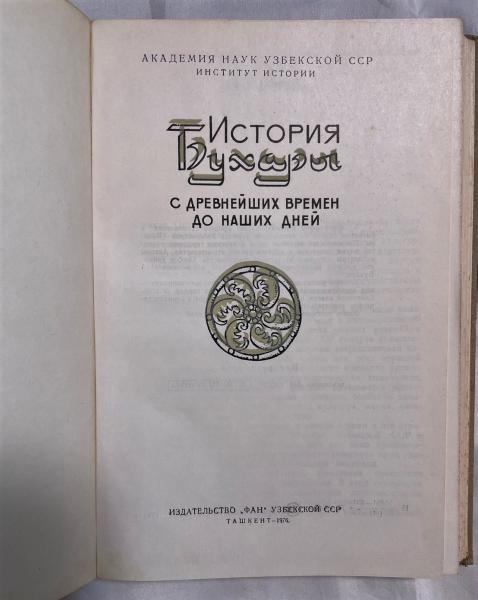 АКАДЕМИЯ НАУК УЗБЕКСКОЙ ССР
ИНСТИТУТ ИСТОРИИ
ИСТОРИЯ
Бухары
С ДРЕВНЕЙШИХ ВРЕМЕН
ДО НАШИХ ДНЕЙ
ИЗДАТЕЛЬСТВО „ФАН" УЗБЕКСКОЙ ССР
ТАШКЕНТ—1976